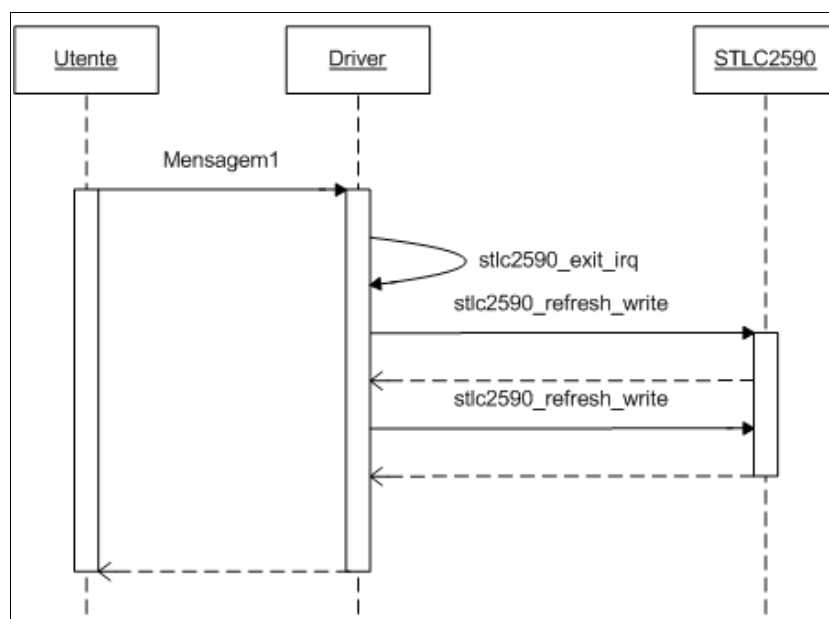 Utente
Driver
STLC2590
Mensagem1
stlc2590_exit_irq
stlc2590_refresh_write
stlc2590_refresh_write